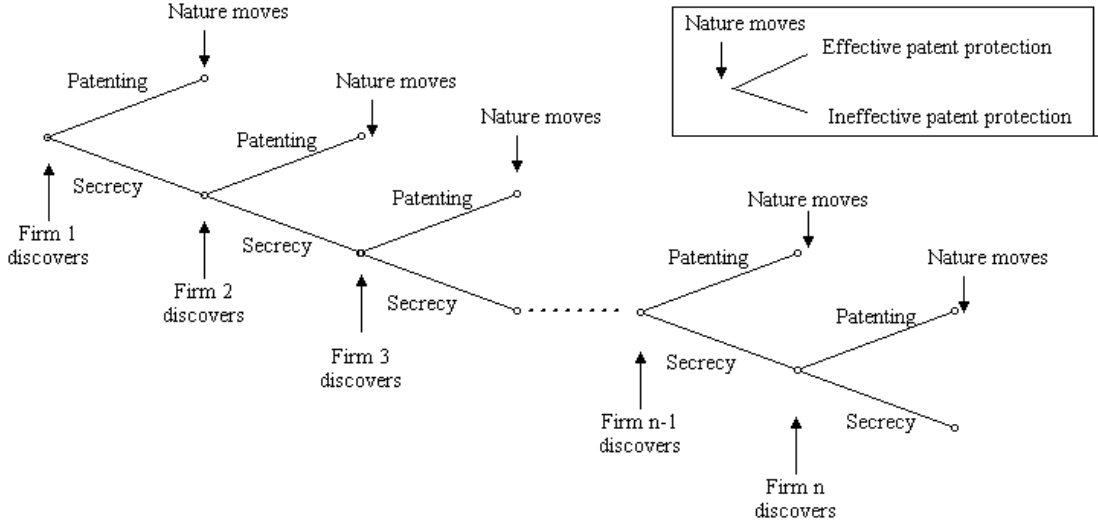 Nature moves
Patenting
Secrecy
Firm 1
discovers
Nature moves
Patenting
Secrecy
Firm 2
discovers
Nature moves
Patenting
Secrecy
Firm 3
discovers
Nature moves
Patenting
Secrecy
Firm n-1
discovers
Nature moves
Patenting
Secrecy
Firm n
discovers
Nature moves
Effective patent protection
Ineffective patent protection